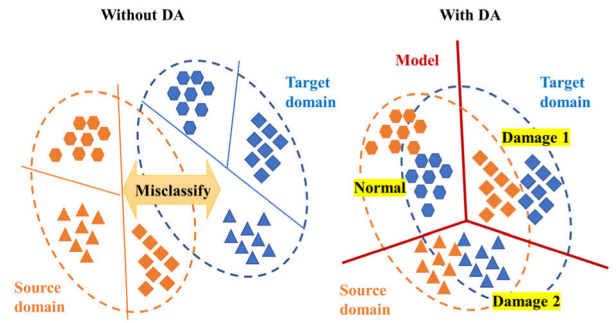 Without DA
With DA
Target
domain
Misclassify
Source
domain
Model
Target
domain
Damage 1
Normal
Source
domain
Damage 2